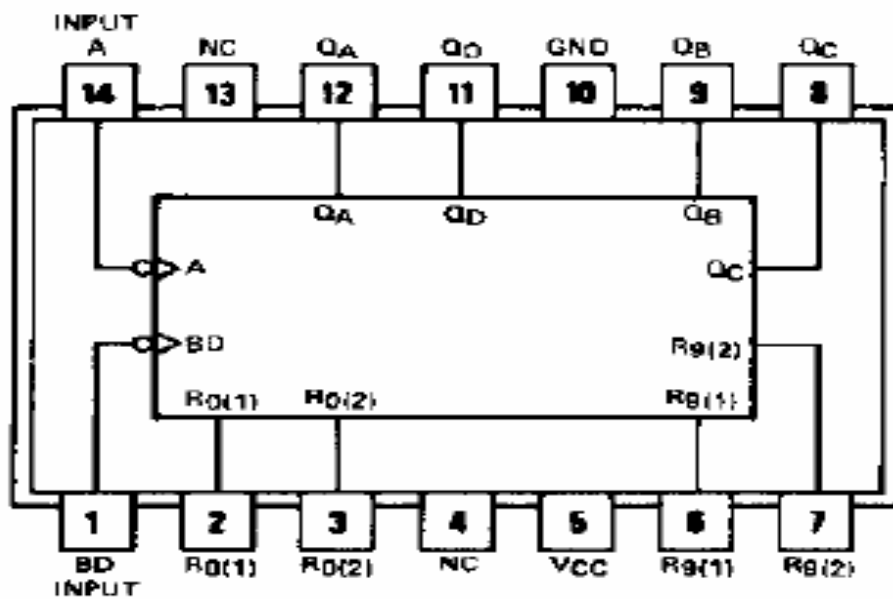 INPUT
A NC QA QD GND QB QC
14 13 12 11 10 9 8
QA QD QB
A QC
BD R9(2)
R0(1) R0(2) R9(1)
1 2 3 4 5 6 7
BD R0(1) R0(2) NC VCC R9(1) R9(2)
INPUT